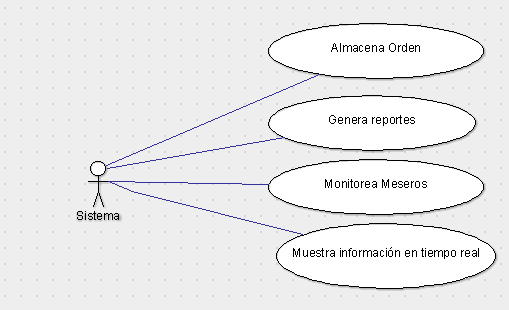 Almacena Orden
Genera reportes
Monitorea Meseros
Sistema
Muestra información en tiempo real